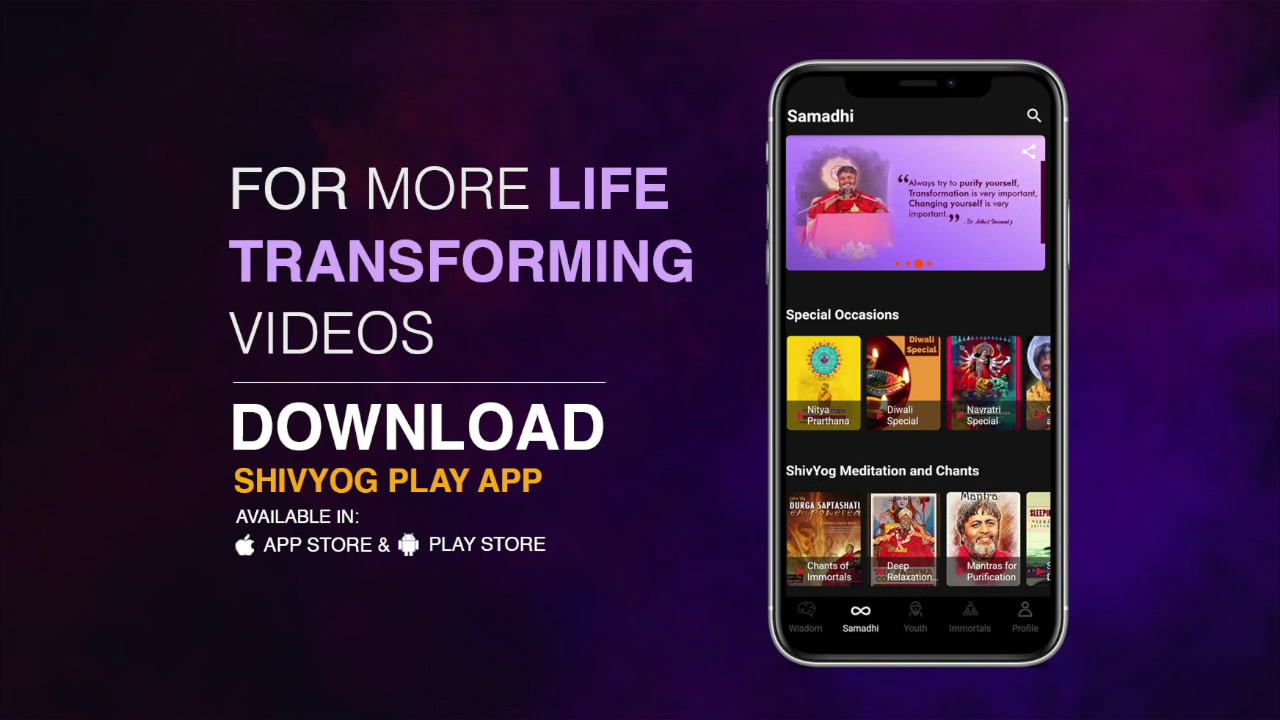 FOR MORE LIFE
TRANSFORMING
VIDEOS
DOWNLOAD
SHIVYOG PLAY APP
AVAILABLE IN:
APP STORE & PLAY STORE
Samadhi
“Always try to purify yourself,
Transformation is very important,
Changing yourself is very
important.”
Special Occasions
Diwali
Special
Nitya
Prarthana
Diwali
Special
Navratri
Special
ShivYog Meditation and Chants
DURGA SAPTASHATI
Mantra
Chants of
Immortals
Deep
Relaxation...
Mantras for
Purification
Wisdom
Samadhi
Youth
Immortals
Profile